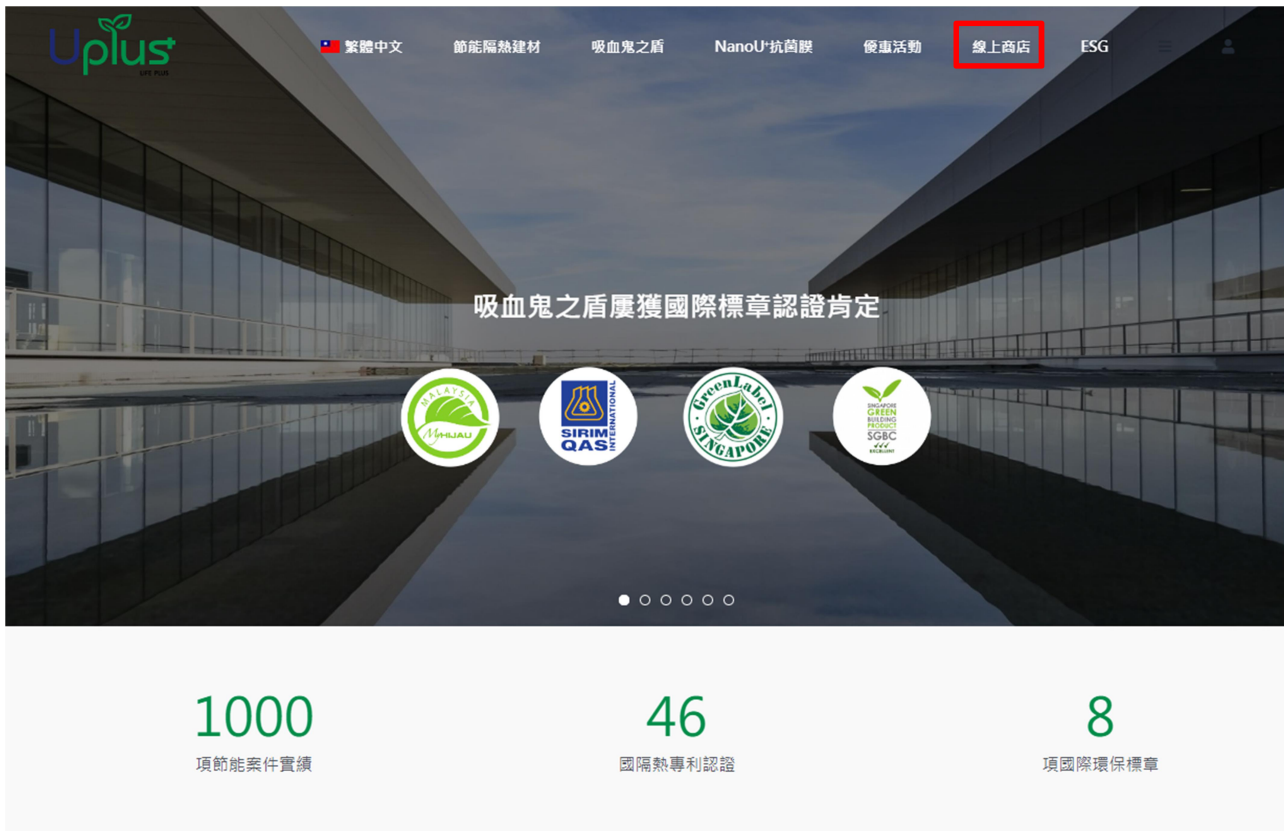 Uplus+
繁體中文
節能隔熱建材
吸血鬼之盾
NanoU⁺抗菌膜
優惠活動
線上商店
ESG
吸血鬼之盾屢獲國際標章認證肯定
MALAYSIA
MyHIJAU
SIRIM
QAS
INTERNATIONAL
GreenLabel
SINGAPORE
SINGAPORE
GREEN
BUILDING
PRODUCT
SGBC
EXCELLENT
1000
項節能案件實績
46
國隔熱專利認證
8
項國際環保標章